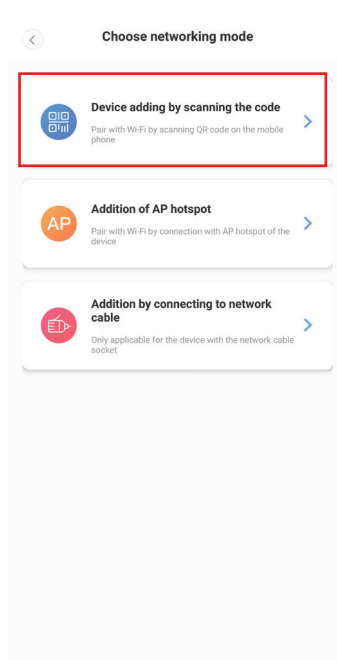 Choose networking mode
Device adding by scanning the code
Pair with Wi-Fi by scanning QR code on the mobile
phone
AP
Addition of AP hotspot
Pair with Wi-Fi by connection with AP hotspot of the
device
Addition by connecting to network
cable
Only applicable for the device with the network cable
socket